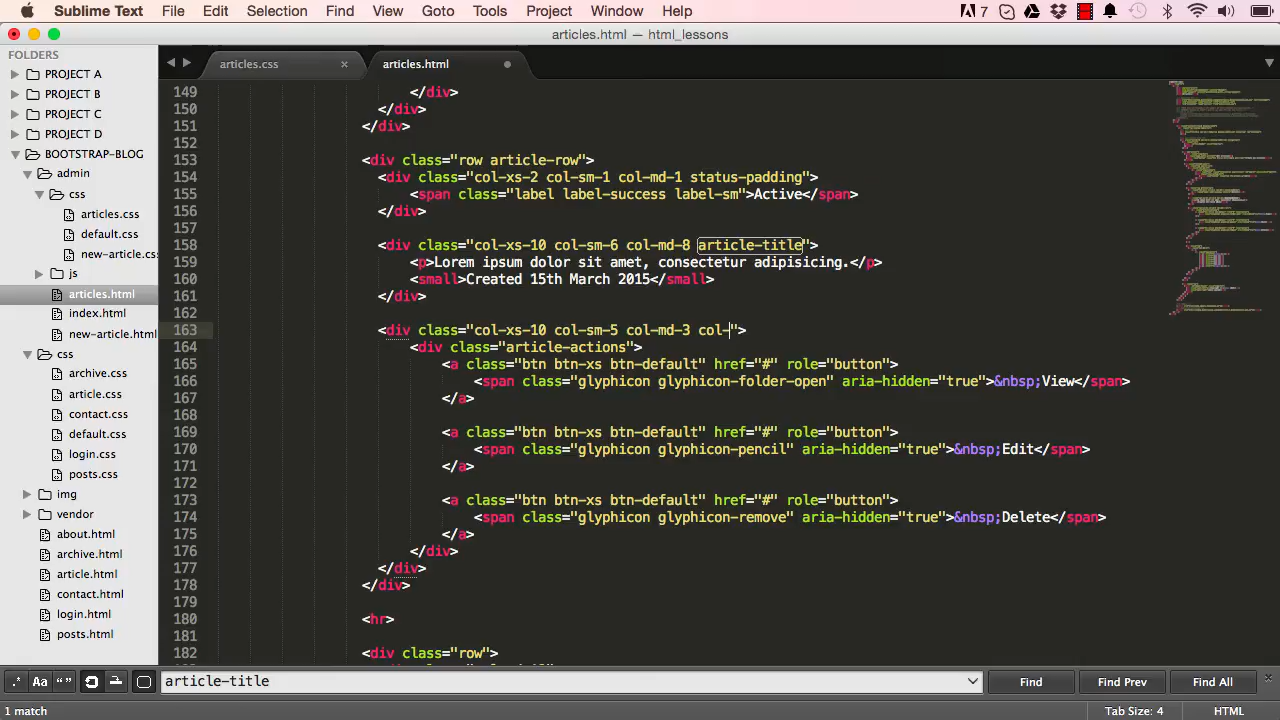 Sublime Text File Edit Selection Find View Goto Tools Project Window Help 7
articles.html — html_lessons
FOLDERS
PROJECT A
PROJECT B
PROJECT C
PROJECT D
BOOTSTRAP-BLOG
admin
css
articles.css
default.css
new-article.css
js
articles.html
index.html
new-article.html
css
archive.css
article.css
contact.css
default.css
login.css
posts.css
img
vendor
about.html
archive.html
article.html
contact.html
login.html
posts.html
articles.css × articles.html
149 </div>
150 </div>
151 </div>
152
153 <div class="row article-row">
154 <div class="col-xs-2 col-sm-1 col-md-1 status-padding">
155 <span class="label label-success label-sm">Active</span>
156 </div>
157
158 <div class="col-xs-10 col-sm-6 col-md-8 article-title">
159 <p>Lorem ipsum dolor sit amet, consectetur adipisicing.</p>
160 <small>Created 15th March 2015</small>
161 </div>
162
163 <div class="col-xs-10 col-sm-5 col-md-3 col-">
164 <div class="article-actions">
165 <a class="btn btn-xs btn-default" href="#" role="button">
166 <span class="glyphicon glyphicon-folder-open" aria-hidden="true">&nbsp;View</span>
167 </a>
168
169 <a class="btn btn-xs btn-default" href="#" role="button">
170 <span class="glyphicon glyphicon-pencil" aria-hidden="true">&nbsp;Edit</span>
171 </a>
172
173 <a class="btn btn-xs btn-default" href="#" role="button">
174 <span class="glyphicon glyphicon-remove" aria-hidden="true">&nbsp;Delete</span>
175 </a>
176 </div>
177 </div>
178 </div>
179
180 <hr>
181
182 <div class="row">
.* Aa “” article-title Find Find Prev Find All ×
1 match Tab Size: 4 HTML